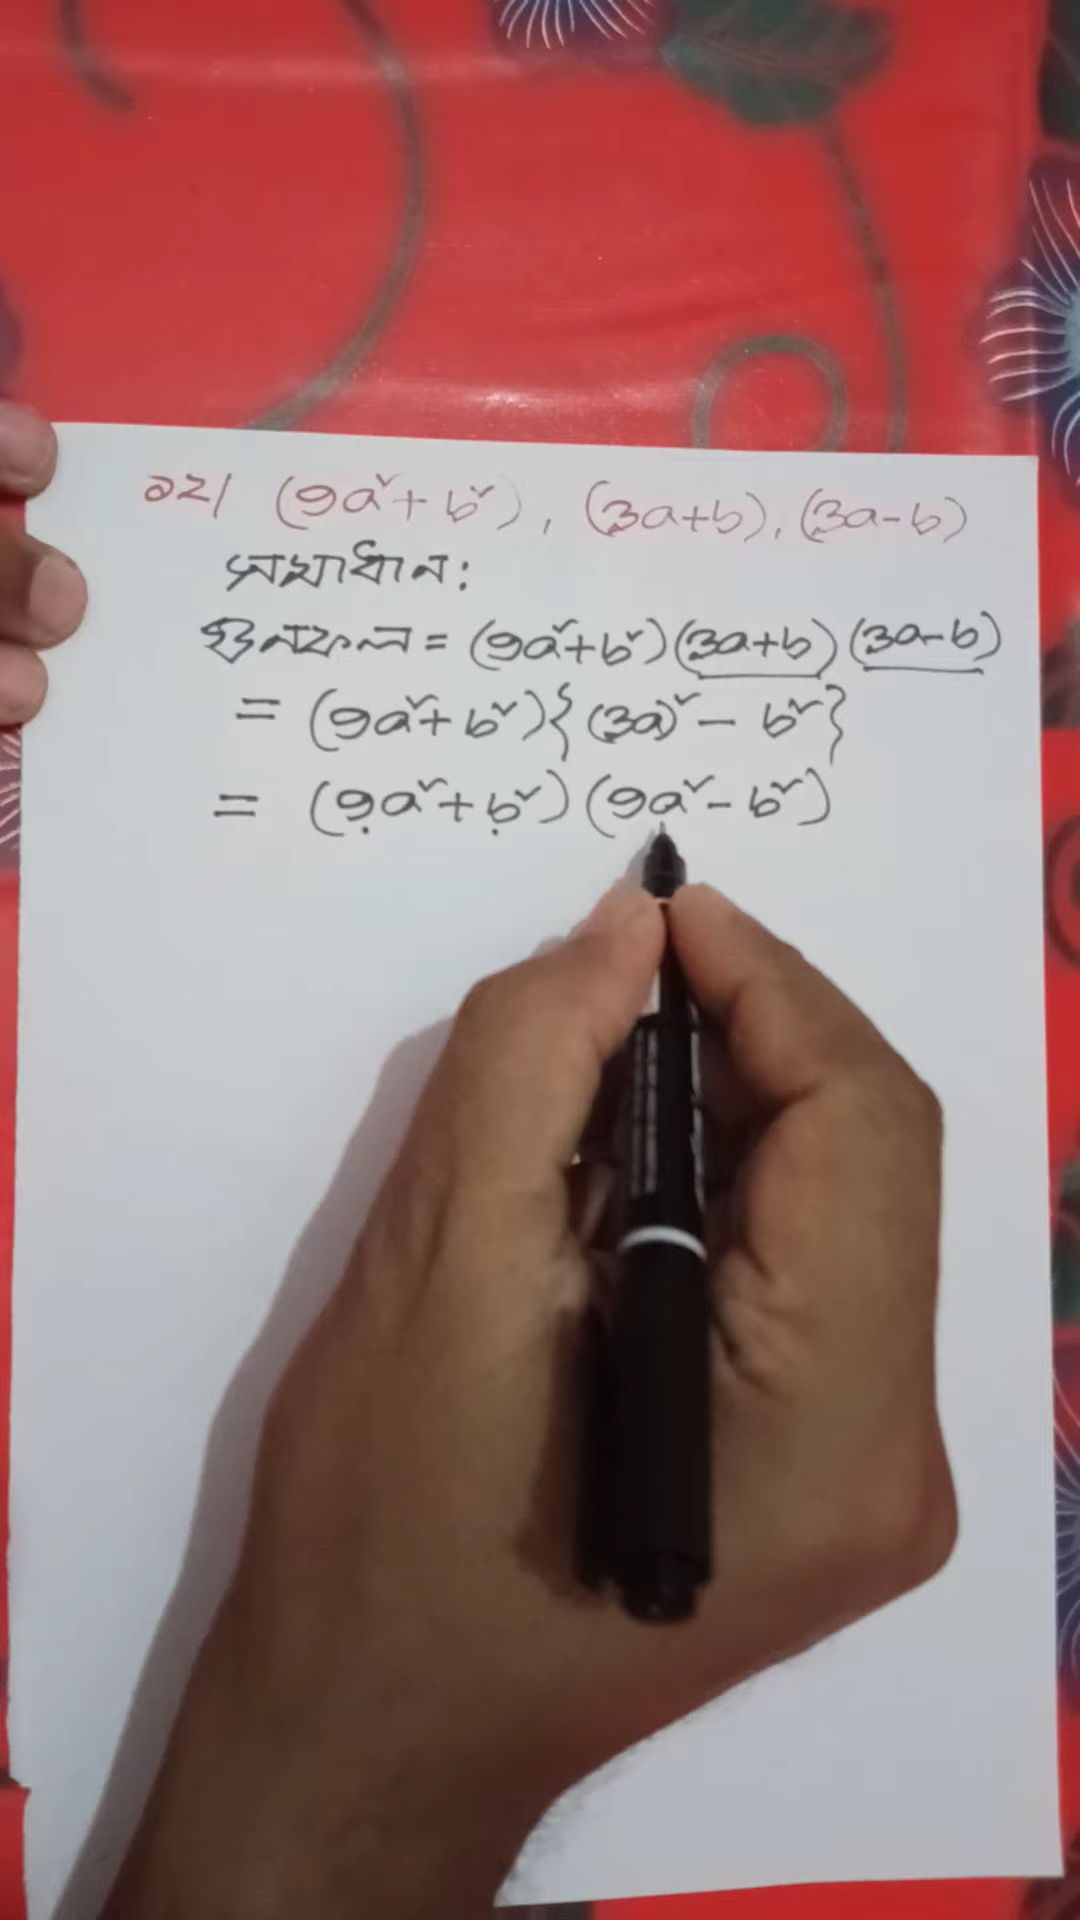 ১২। (9a² + b²), (3a+b), (3a-b)
সমাধান:
গুনফল = (9a²+b²)(3a+b)(3a-b)
= (9a²+b²){(3a)² - b²}
= (9a²+b²)(9a²-b²)